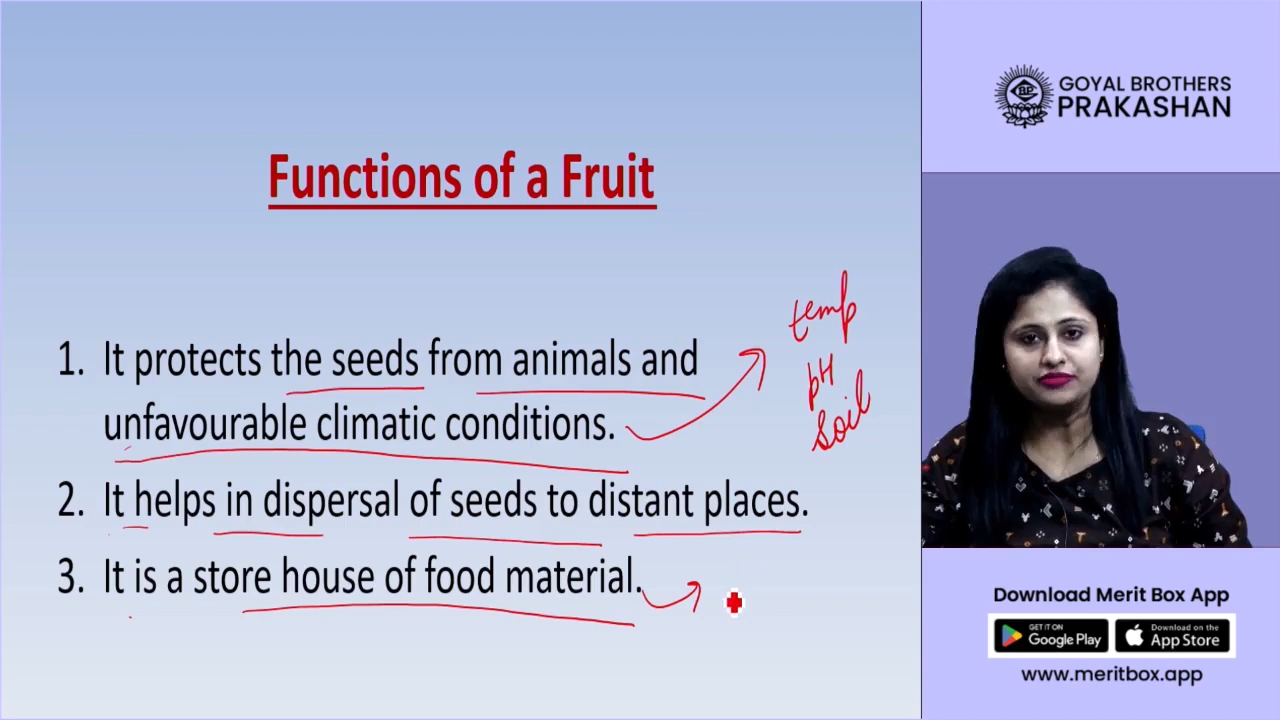 GOYAL BROTHERS
PRAKASHAN
Functions of a Fruit
temp
pH
soil
1. It protects the seeds from animals and
unfavourable climatic conditions.
2. It helps in dispersal of seeds to distant places.
3. It is a store house of food material.
Download Merit Box App
GET IT ON
Google Play
Download on the
App Store
www.meritbox.app